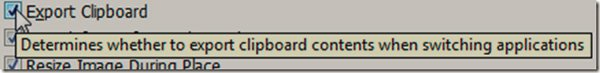 Export Clipboard
Determines whether to export clipboard contents when switching applications
Resize Image During Place